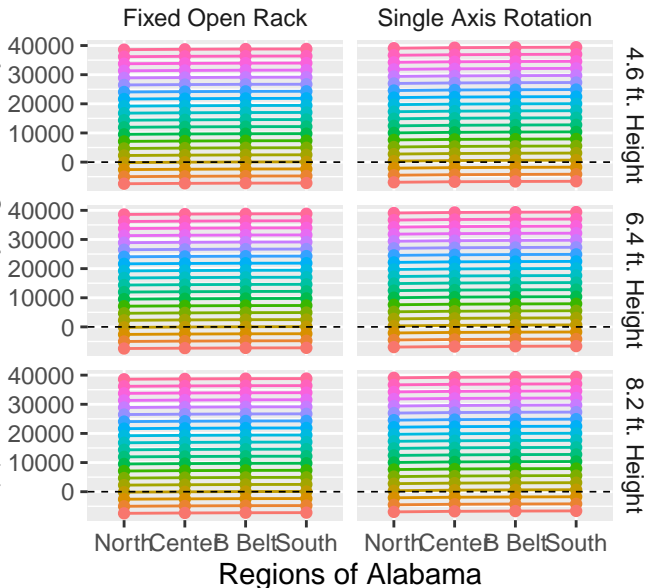 Fixed Open Rack
Single Axis Rotation
40000
30000
20000
10000
0
4.6 ft. Height
40000
30000
20000
10000
0
6.4 ft. Height
40000
30000
20000
10000
0
8.2 ft. Height
North Center B Belt South
North Center B Belt South
Regions of Alabama